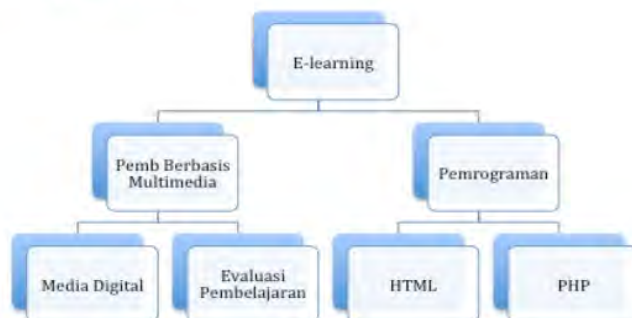 E-learning
Pemb Berbasis
Multimedia
Pemrograman
Media Digital
Evaluasi
Pembelajaran
HTML
PHP